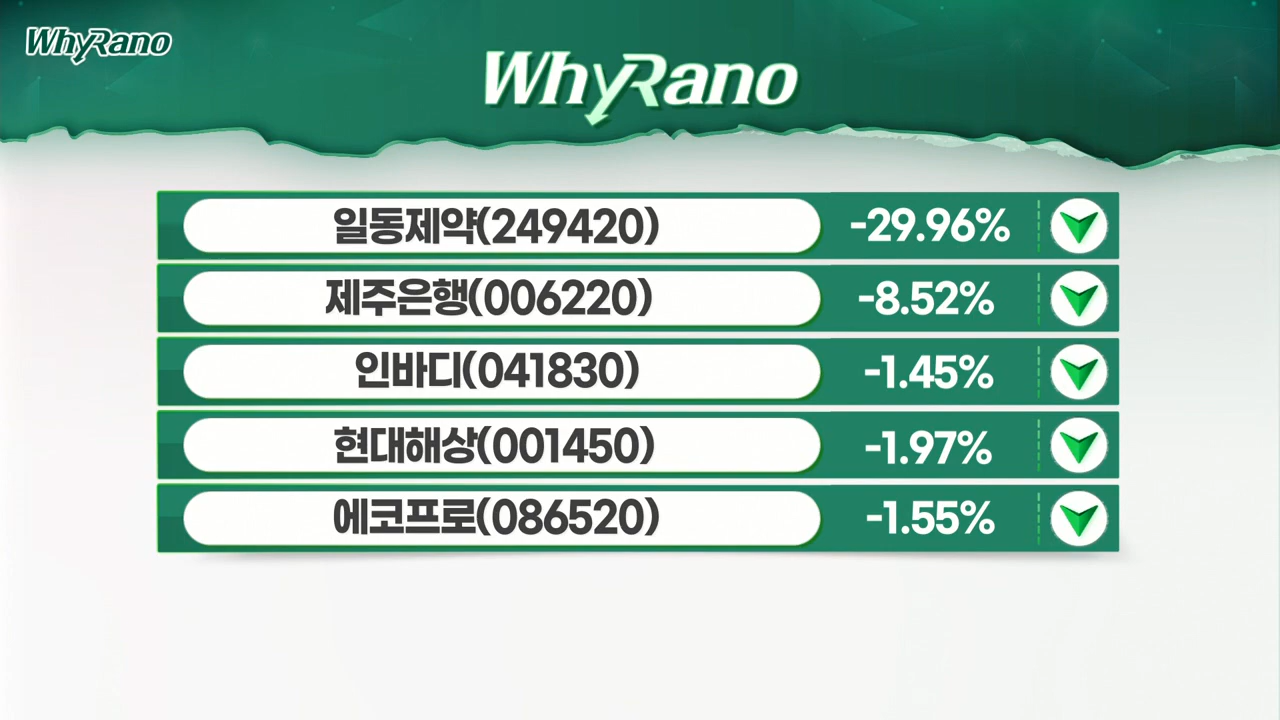 WhyRano
WhyRano
일동제약(249420) -29.96%
제주은행(006220) -8.52%
인바디(041830) -1.45%
현대해상(001450) -1.97%
에코프로(086520) -1.55%